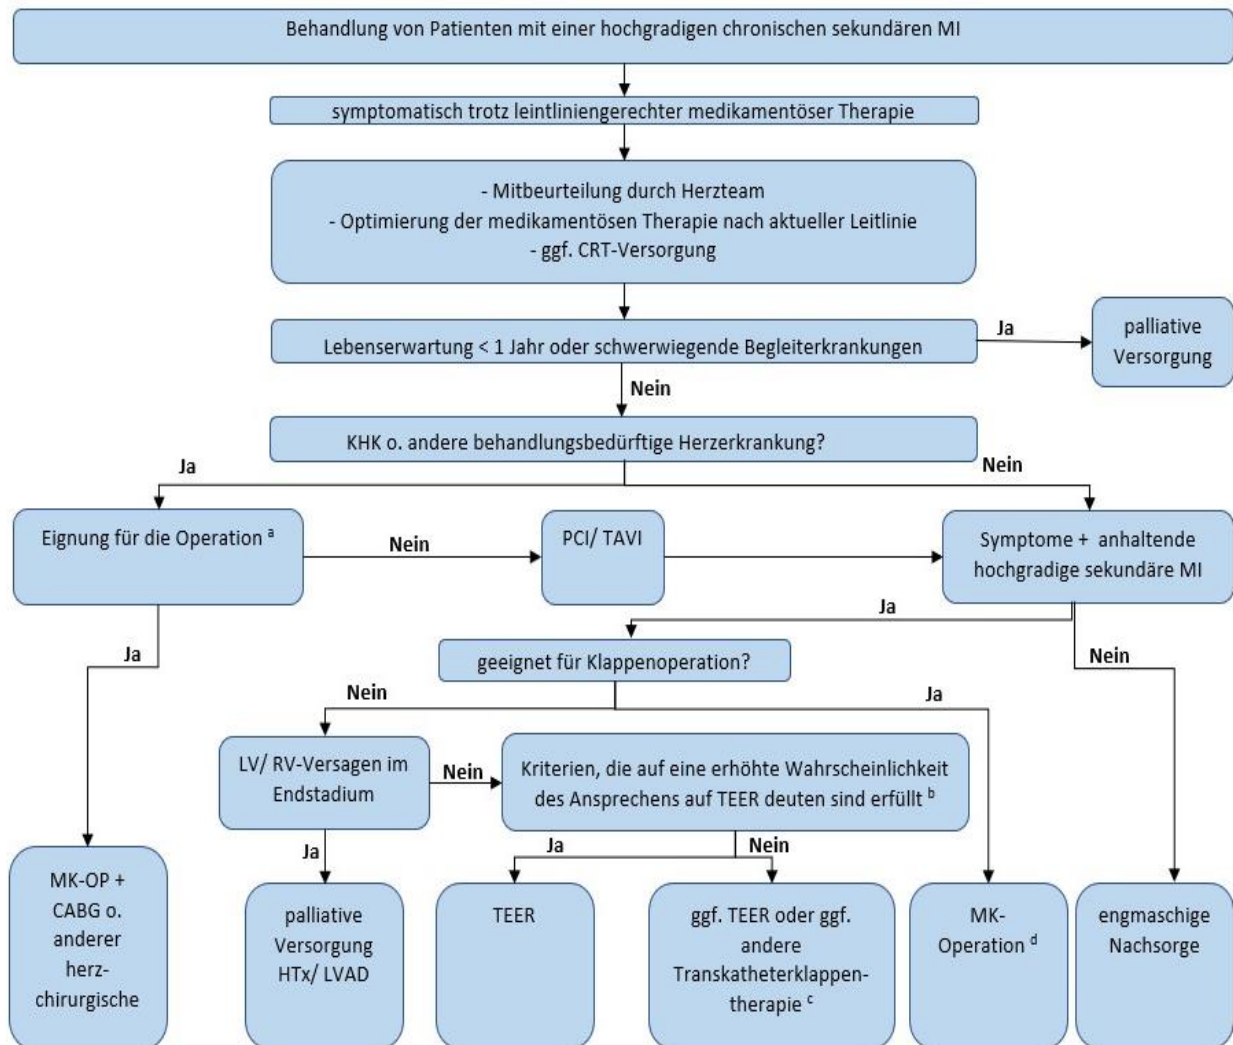 Behandlung von Patienten mit einer hochgradigen chronischen sekundären MI
symptomatisch trotz leintliniengerechter medikamentöser Therapie
- Mitbeurteilung durch Herzteam
- Optimierung der medikamentösen Therapie nach aktueller Leitlinie
- ggf. CRT-Versorgung
Lebenserwartung < 1 Jahr oder schwerwiegende Begleiterkrankungen
Ja
palliative
Versorgung
Nein
KHK o. andere behandlungsbedürftige Herzerkrankung?
Ja
Nein
Eignung für die Operation ª
Nein
PCI/ TAVI
Symptome + anhaltende
hochgradige sekundäre MI
Ja
Ja
Nein
geeignet für Klappenoperation?
Nein
Ja
LV/ RV-Versagen im
Endstadium
Nein
Kriterien, die auf eine erhöhte Wahrscheinlichkeit
des Ansprechens auf TEER deuten sind erfüllt ᵇ
Ja
Ja
Nein
MK-OP +
CABG o.
anderer
herz-
chirurgische
palliative
Versorgung
HTx/ LVAD
TEER
ggf. TEER oder ggf.
andere
Transkatheterklappen-
therapie ᶜ
MK-
Operation ᵈ
engmaschige
Nachsorge